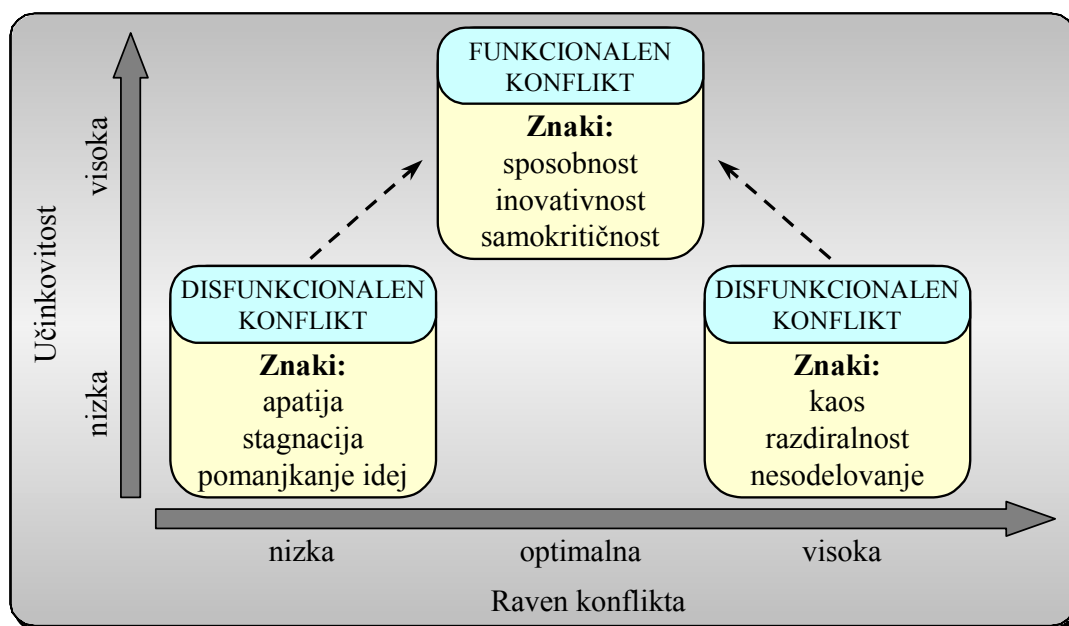 FUNKCIONALEN
KONFLIKT
Znaki:
sposobnost
inovativnost
samokritičnost
DISFUNKCIONALEN
KONFLIKT
Znaki:
apatija
stagnacija
pomanjkanje idej
DISFUNKCIONALEN
KONFLIKT
Znaki:
kaos
razdiralnost
nesodelovanje
Učinkovitost
visoka
nizka
nizka
optimalna
visoka
Raven konflikta